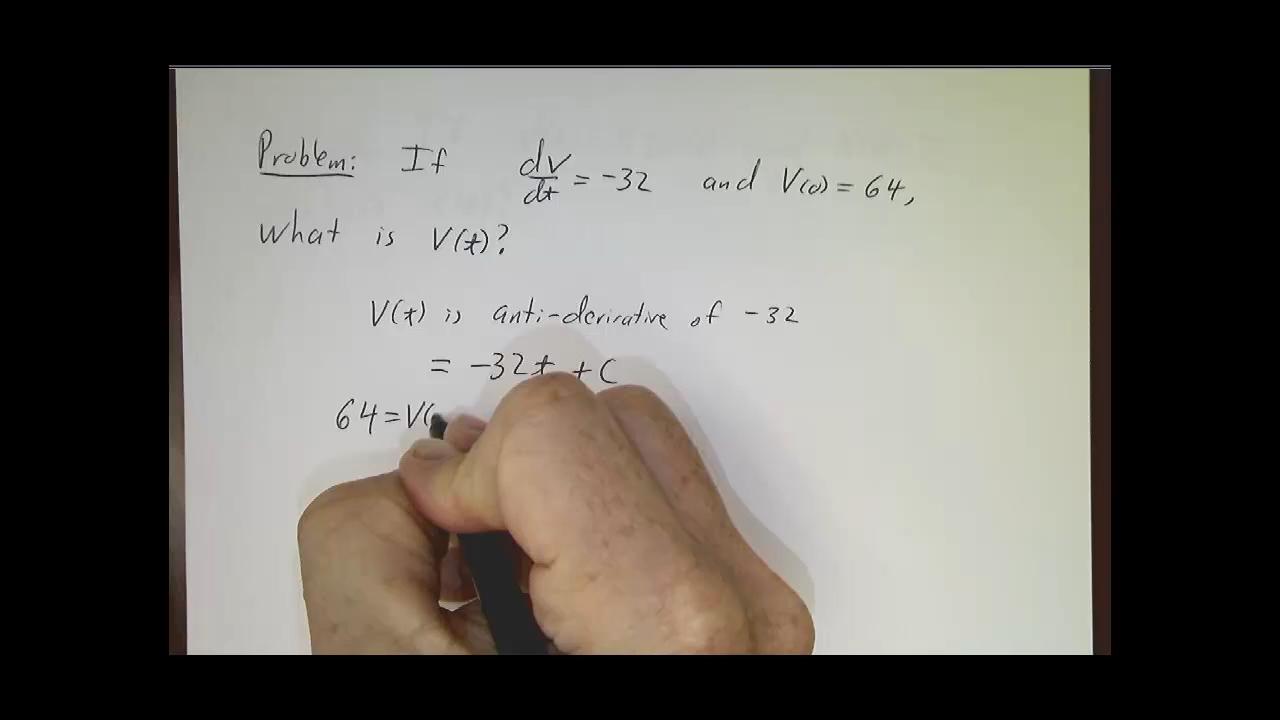 Problem: If dv/dt = -32 and V(0) = 64,
What is V(t)?
V(t) is anti-derivative of -32
= -32t + C
64 = V(